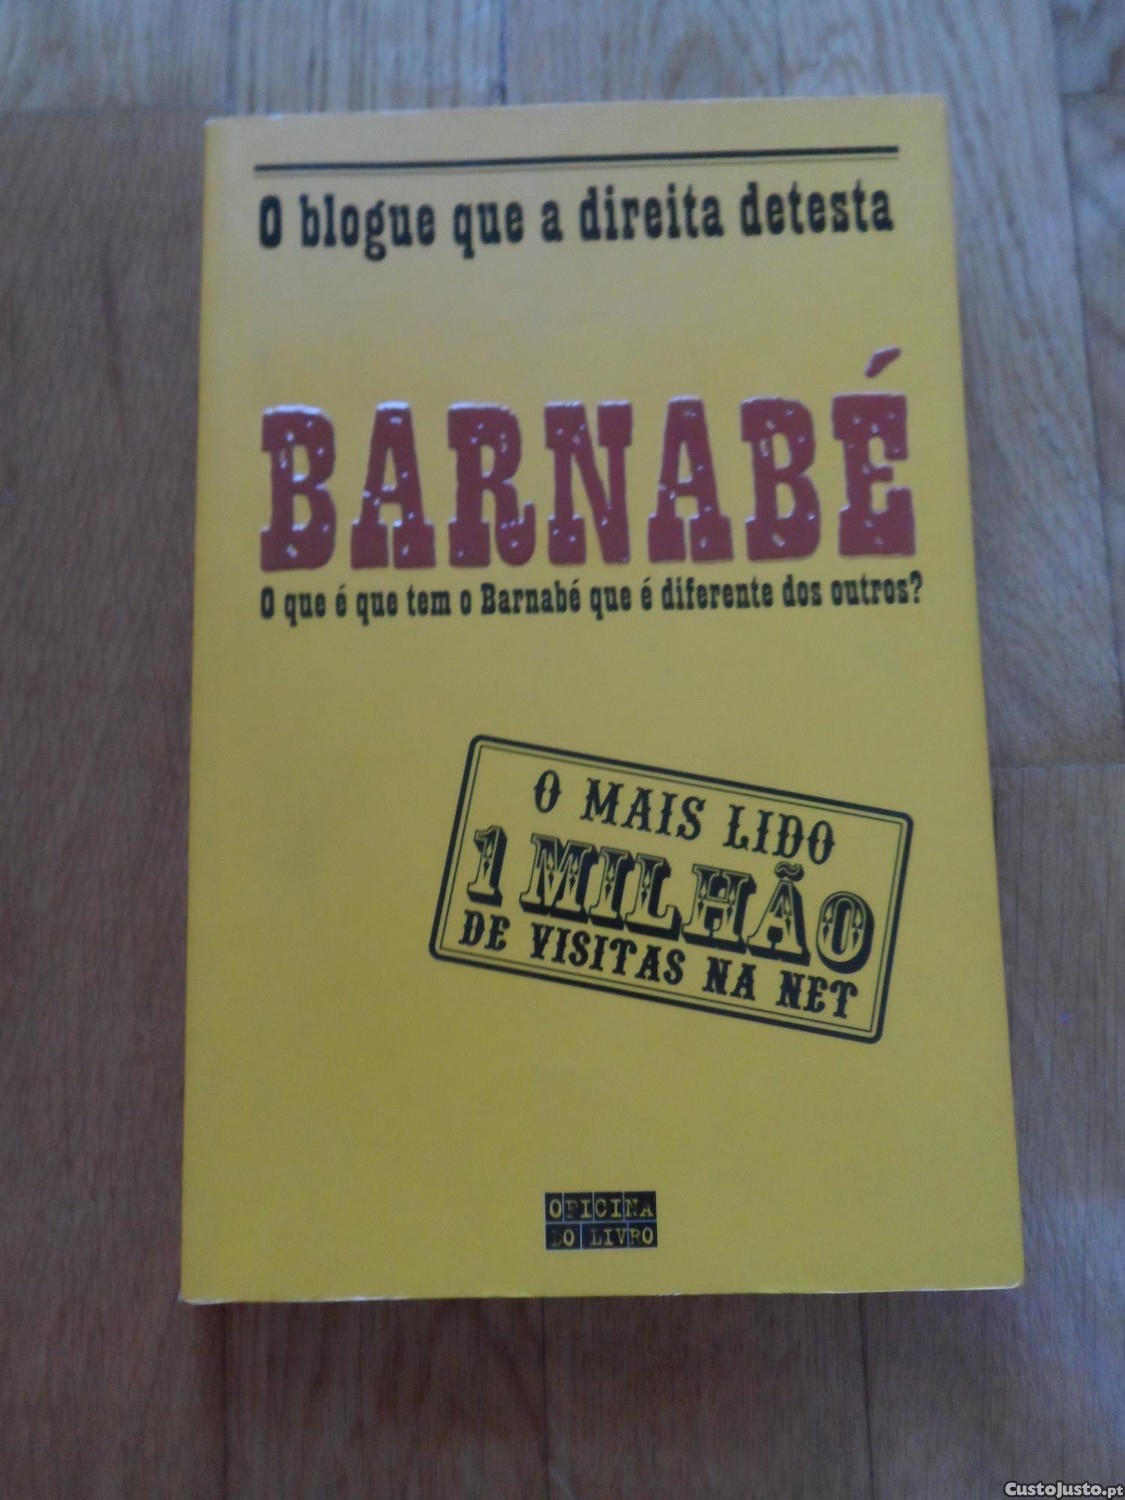 O blogue que a direita detesta
BARNABÉ
O que é que tem o Barnabé que é diferente dos outros?
O MAIS LIDO
1 MILHÃO
DE VISITAS NA NET
OFICINA
DO LIVRO
CustoJusto.pt